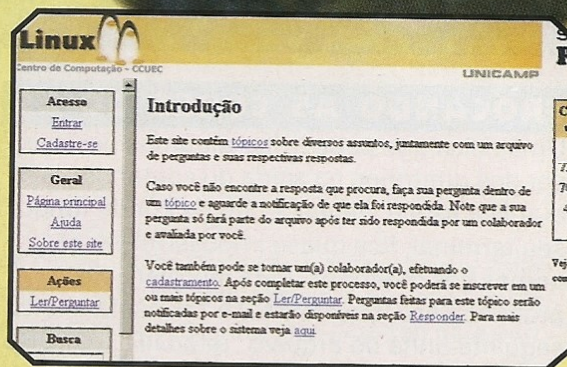 Linux
Centro de Computação - CCUEC
UNICAMP
Acesso
Entrar
Cadastre-se
Geral
Página principal
Ajuda
Sobre este site
Ações
Ler/Perguntar
Busca
Introdução
Este site contém tópicos sobre diversos assuntos, juntamente com um arquivo
de perguntas e suas respectivas respostas.
Caso você não encontre a resposta que procura, faça sua pergunta dentro de
um tópico e aguarde a notificação de que ela foi respondida. Note que a sua
pergunta só fará parte do arquivo após ter sido respondida por um colaborador
e avaliada por você.
Você também pode se tornar um(a) colaborador(a), efetuando o
cadastramento. Após completar este processo, você poderá se inscrever em um
ou mais tópicos na seção Ler/Perguntar. Perguntas feitas para este tópico serão
notificadas por e-mail e estarão disponíveis na seção Responder. Para mais
detalhes sobre o sistema veja aqui.